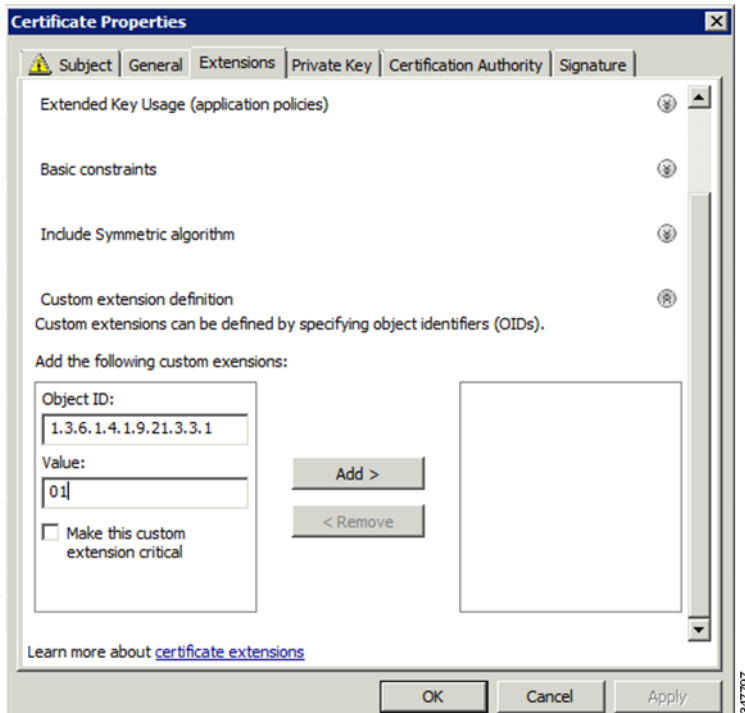 Certificate Properties
Subject General Extensions Private Key Certification Authority Signature
Extended Key Usage (application policies)
Basic constraints
Include Symmetric algorithm
Custom extension definition
Custom extensions can be defined by specifying object identifiers (OIDs).
Add the following custom exensions:
Object ID:
1.3.6.1.4.1.9.21.3.3.1
Value:
01
Make this custom
extension critical
Add >
< Remove
Learn more about certificate extensions
OK Cancel Apply
347797